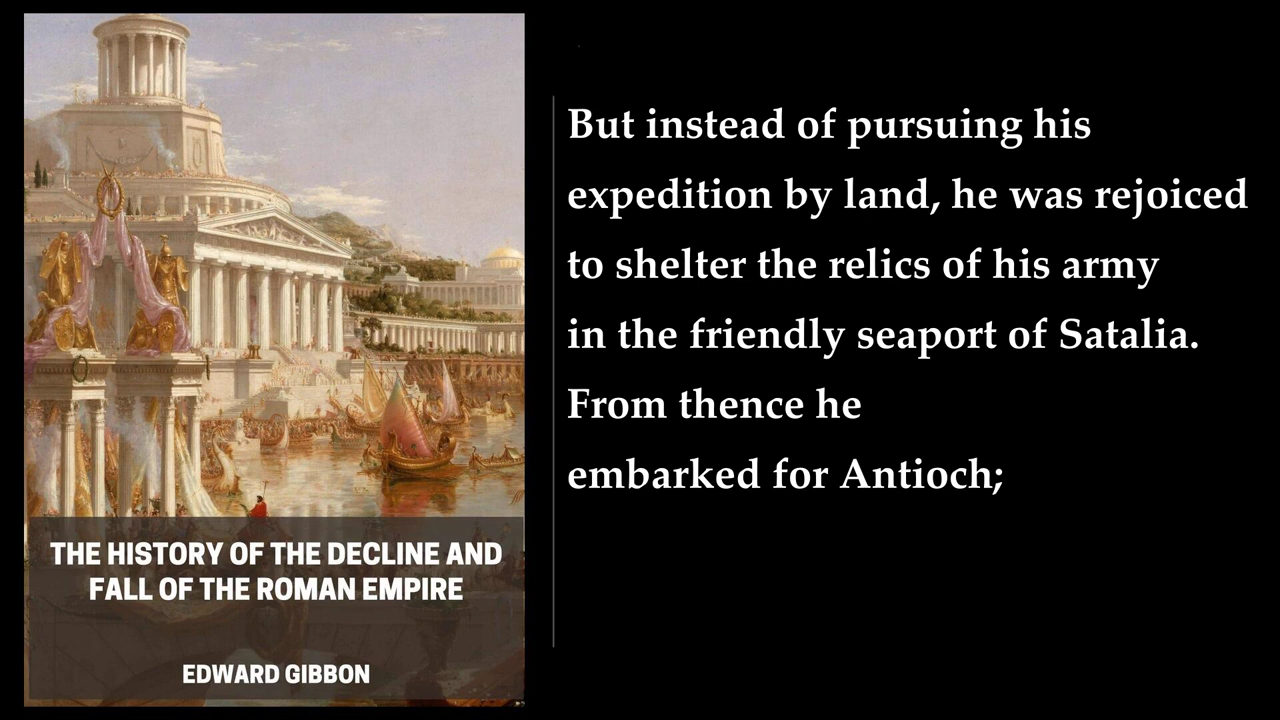 THE HISTORY OF THE DECLINE AND
FALL OF THE ROMAN EMPIRE
EDWARD GIBBON
But instead of pursuing his
expedition by land, he was rejoiced
to shelter the relics of his army
in the friendly seaport of Satalia.
From thence he
embarked for Antioch;